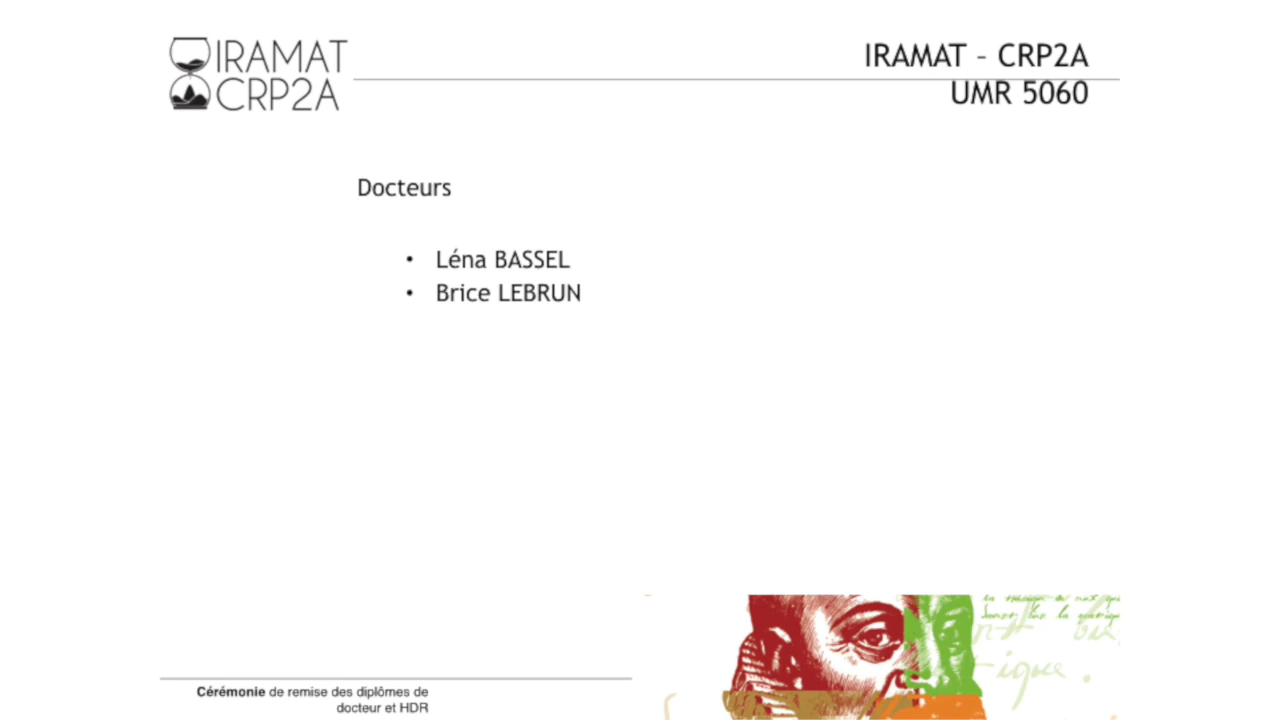 IRAMAT
CRP2A
IRAMAT – CRP2A
UMR 5060
Docteurs
• Léna BASSEL
• Brice LEBRUN
Cérémonie de remise des diplômes de
docteur et HDR